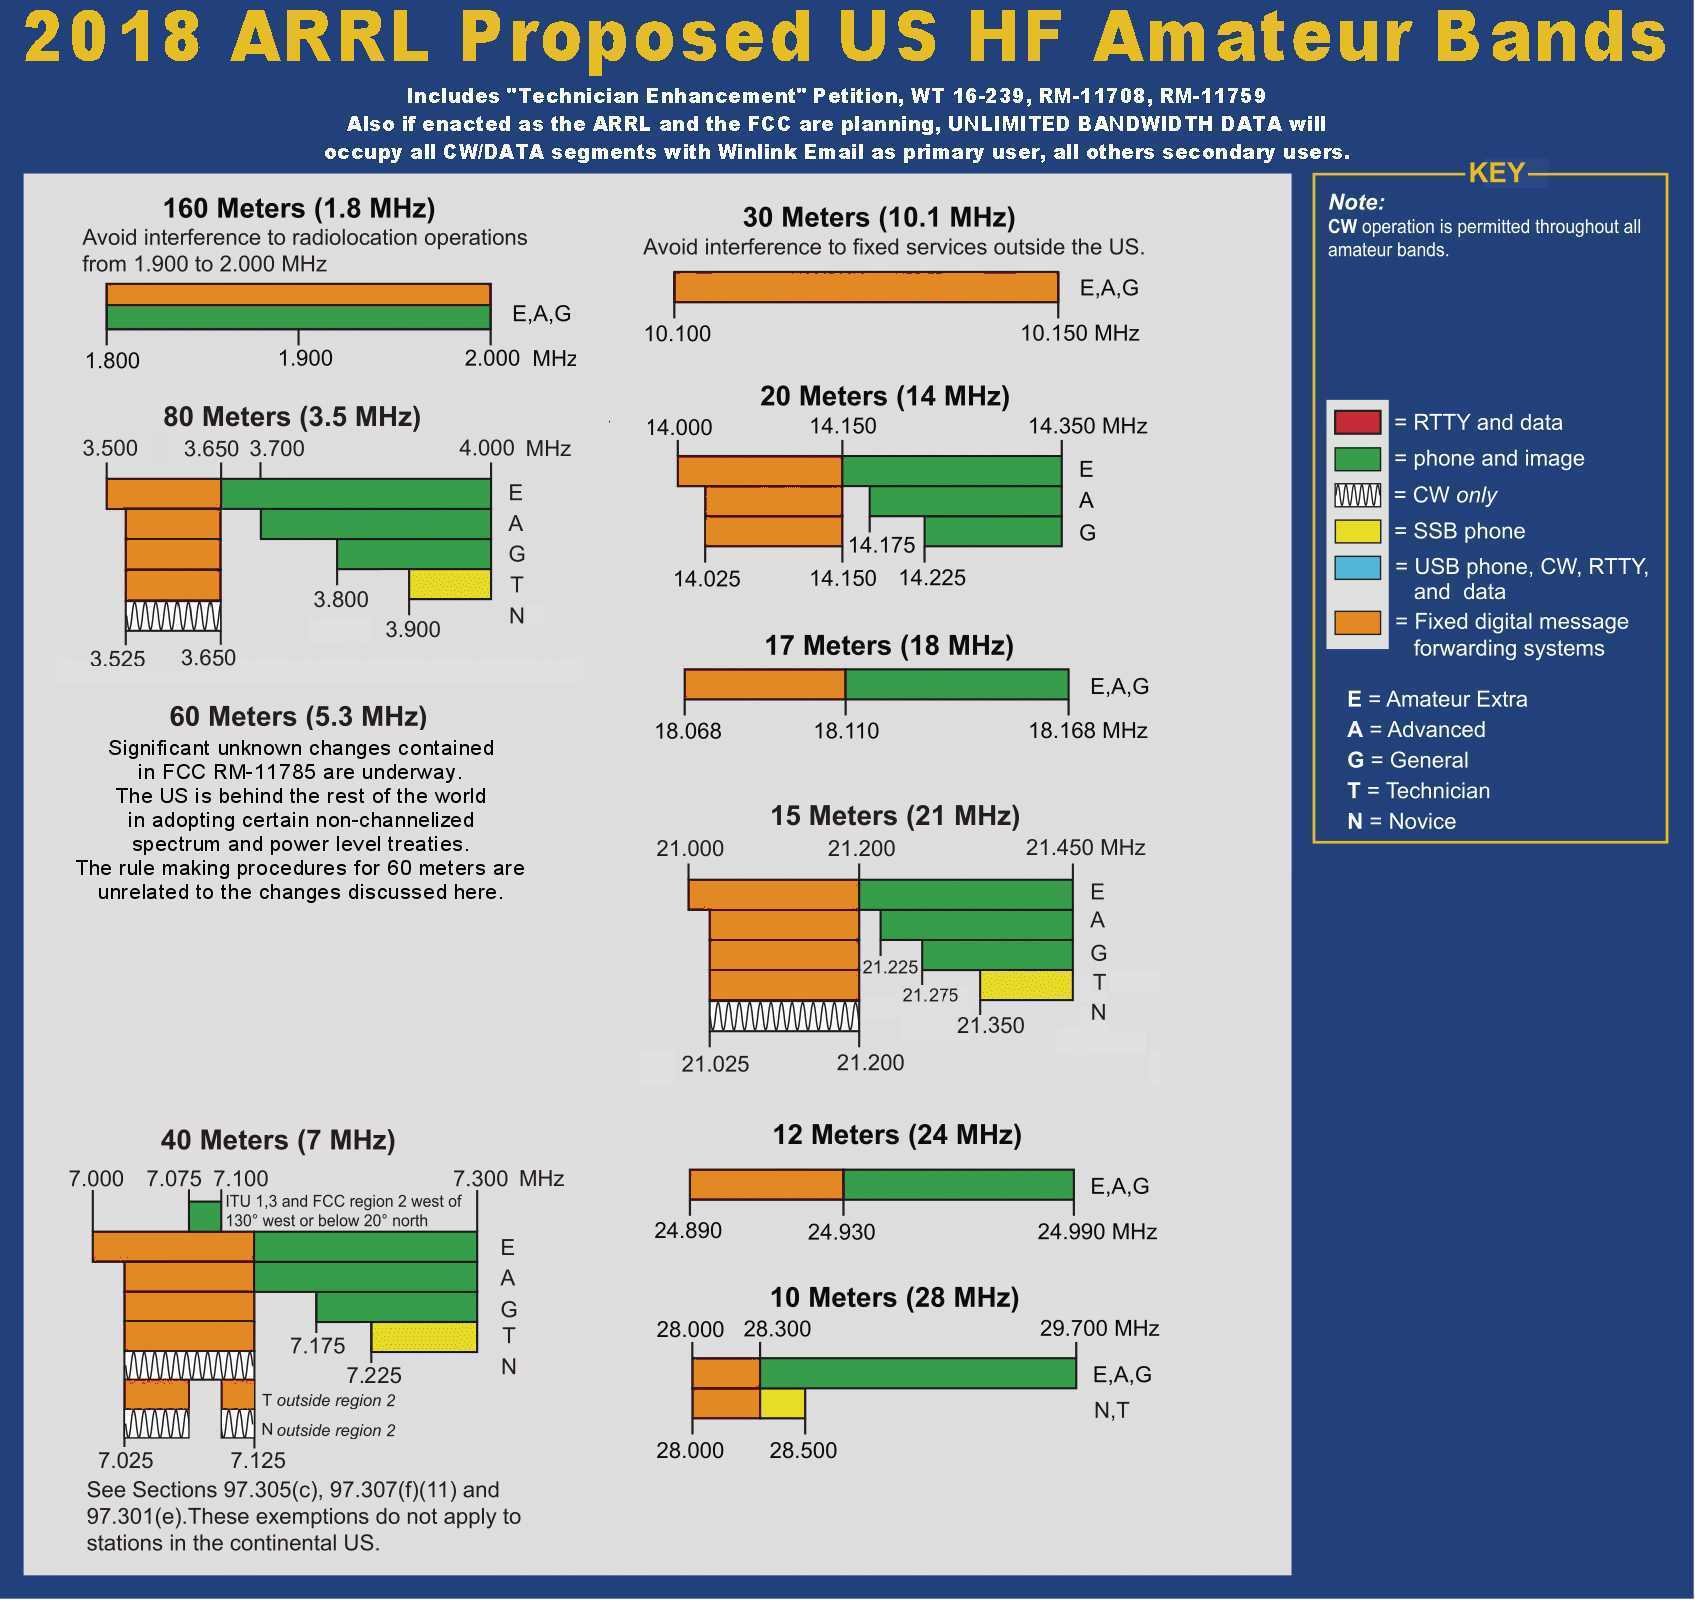 2018 ARRL Proposed US HF Amateur Bands
Includes "Technician Enhancement" Petition, WT 16-239, RM-11708, RM-11759
Also if enacted as the ARRL and the FCC are planning, UNLIMITED BANDWIDTH DATA will
occupy all CW/DATA segments with Winlink Email as primary user, all others secondary users.
160 Meters (1.8 MHz)
Avoid interference to radiolocation operations
from 1.900 to 2.000 MHz
E,A,G
1.800 1.900 2.000 MHz
80 Meters (3.5 MHz)
3.500 3.650 3.700 4.000 MHz
E
A
G
T
N
3.800
3.900
3.525 3.650
60 Meters (5.3 MHz)
Significant unknown changes contained
in FCC RM-11785 are underway.
The US is behind the rest of the world
in adopting certain non-channelized
spectrum and power level treaties.
The rule making procedures for 60 meters are
unrelated to the changes discussed here.
40 Meters (7 MHz)
7.000 7.075 7.100 7.300 MHz
ITU 1,3 and FCC region 2 west of
130° west or below 20° north
E
A
G
T
N
7.175
7.225
T outside region 2
N outside region 2
7.025 7.125
See Sections 97.305(c), 97.307(f)(11) and
97.301(e).These exemptions do not apply to
stations in the continental US.
30 Meters (10.1 MHz)
Avoid interference to fixed services outside the US.
E,A,G
10.100 10.150 MHz
20 Meters (14 MHz)
14.000 14.150 14.350 MHz
E
A
G
14.175
14.025 14.150 14.225
17 Meters (18 MHz)
E,A,G
18.068 18.110 18.168 MHz
15 Meters (21 MHz)
21.000 21.200 21.450 MHz
E
A
G
T
N
21.225
21.275
21.350
21.025 21.200
12 Meters (24 MHz)
E,A,G
24.890 24.930 24.990 MHz
10 Meters (28 MHz)
28.000 28.300 29.700 MHz
E,A,G
N,T
28.000 28.500
KEY
Note:
CW operation is permitted throughout all
amateur bands.
= RTTY and data
= phone and image
= CW only
= SSB phone
= USB phone, CW, RTTY,
and data
= Fixed digital message
forwarding systems
E = Amateur Extra
A = Advanced
G = General
T = Technician
N = Novice